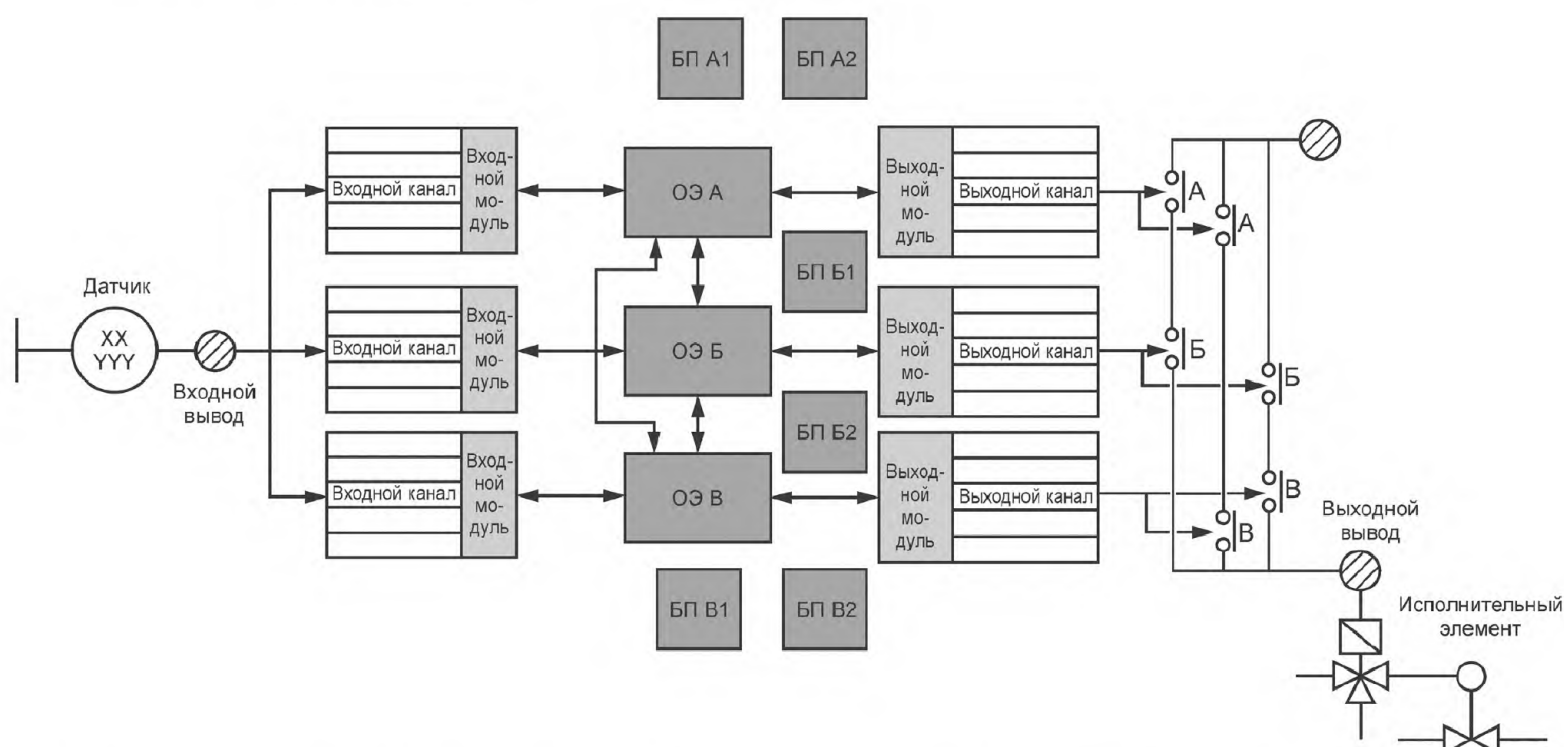 БП А1
БП А2
Вход-
ной
мо-
дуль
Входной канал
ОЭ А
Выход-
ной
мо-
дуль
Выходной канал
А
А
БП Б1
Датчик
XX
YYY
Входной
вывод
Вход-
ной
мо-
дуль
Входной канал
ОЭ Б
Выход-
ной
мо-
дуль
Выходной канал
Б
Б
БП Б2
Вход-
ной
мо-
дуль
Входной канал
ОЭ В
Выход-
ной
мо-
дуль
Выходной канал
В
В
Выходной
вывод
БП В1
БП В2
Исполнительный
элемент